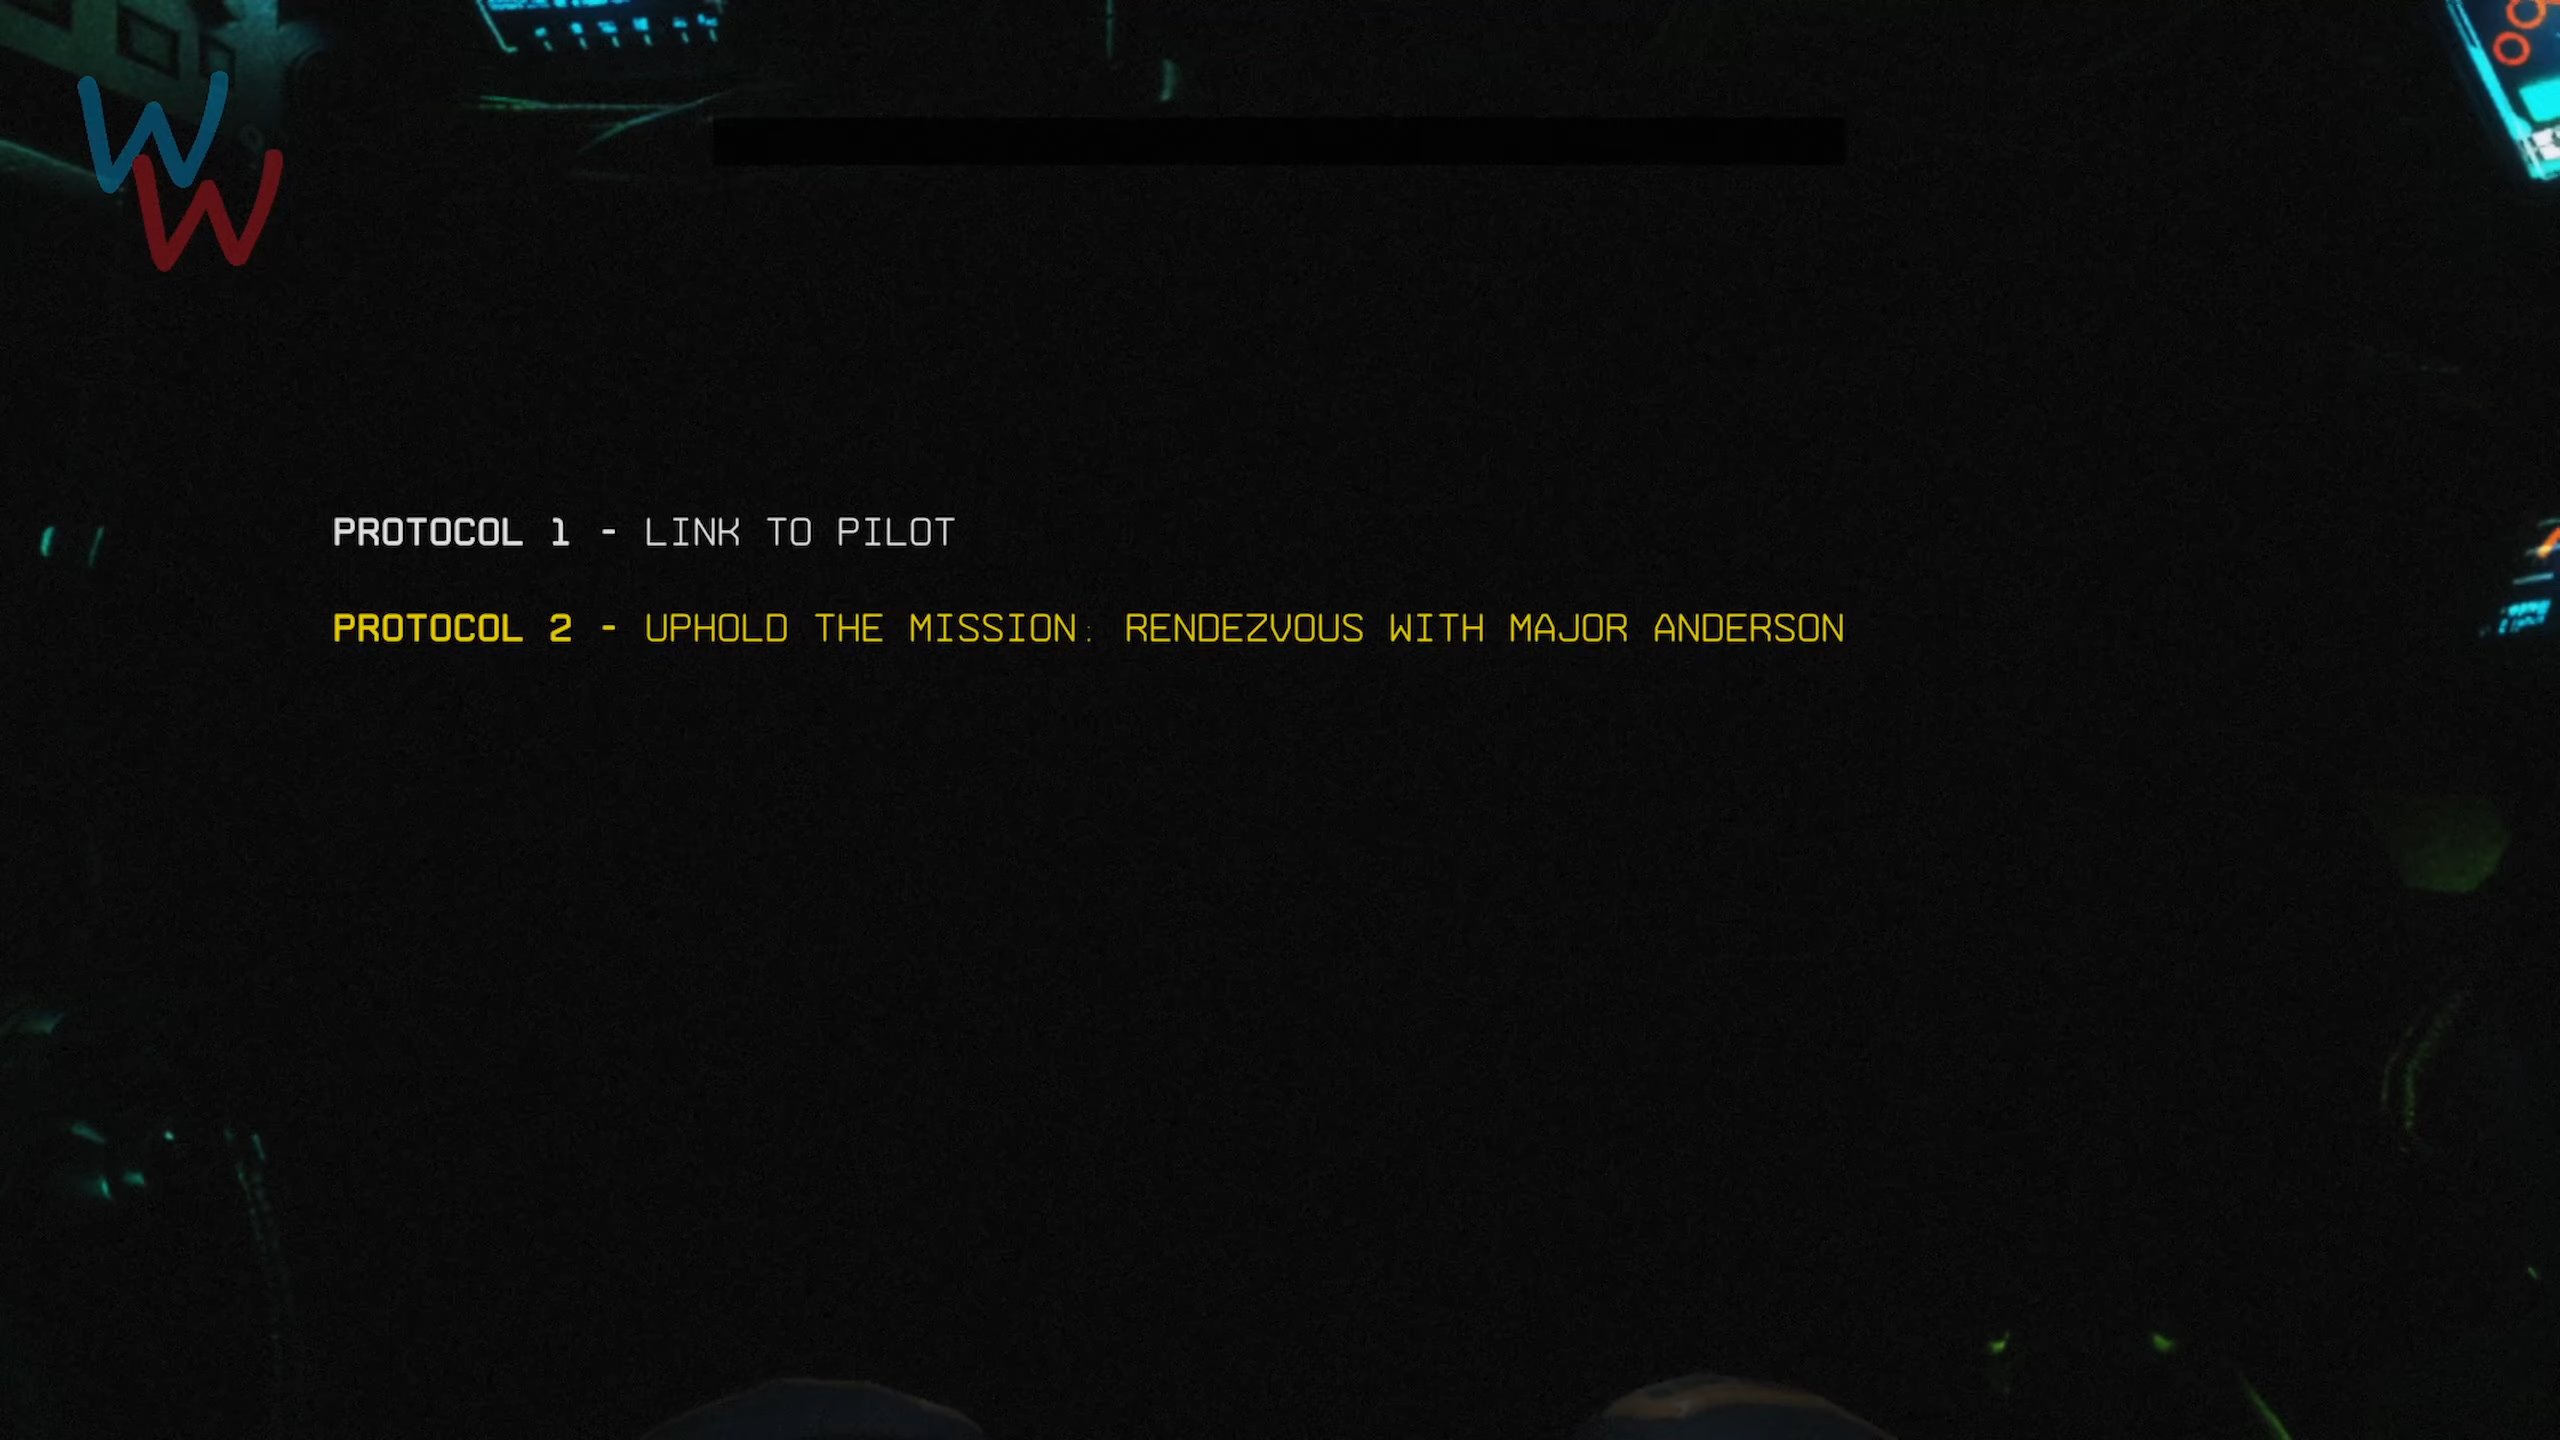 W
W
PROTOCOL 1 - LINK TO PILOT
PROTOCOL 2 - UPHOLD THE MISSION: RENDEZVOUS WITH MAJOR ANDERSON